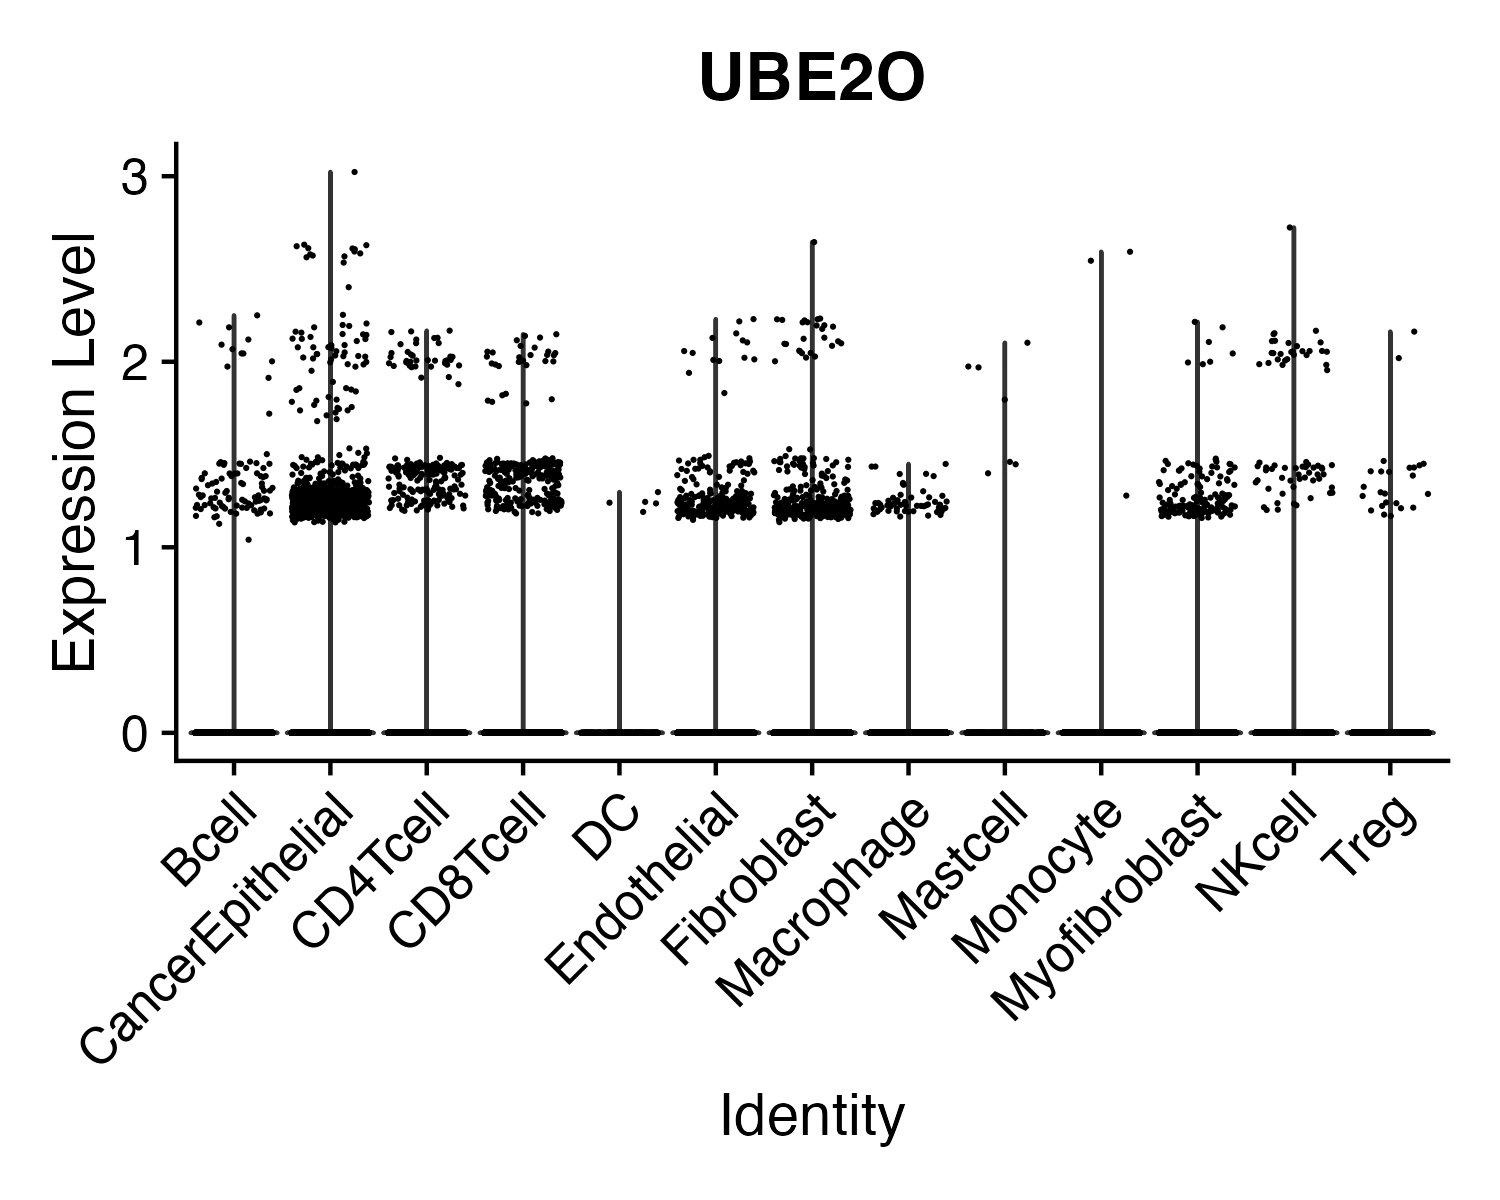 UBE2O
Expression Level
3
2
1
0
Bcell
CancerEpithelial
CD4Tcell
CD8Tcell
DC
Endothelial
Fibroblast
Macrophage
Mastcell
Monocyte
Myofibroblast
NKcell
Treg
Identity